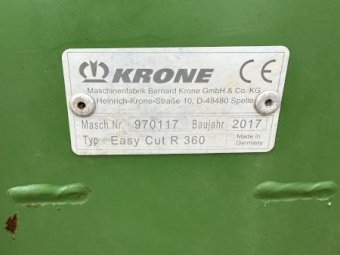 KRONE CE
Maschinenfabrik Bernard Krone GmbH & Co. KG
Heinrich-Krone-Straße 10, D-48480 Spelle
Masch.Nr. 970117 Baujahr 2017
Typ Easy Cut R 360 Made in
Germany